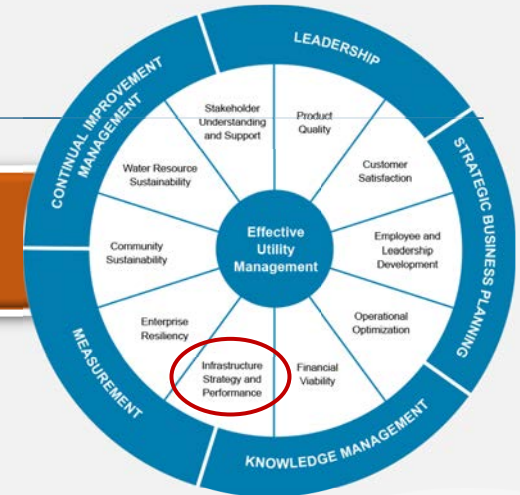 LEADERSHIP
STRATEGIC BUSINESS PLANNING
KNOWLEDGE MANAGEMENT
MEASUREMENT
CONTINUAL IMPROVEMENT
MANAGEMENT
Product
Quality
Customer
Satisfaction
Employee and
Leadership
Development
Operational
Optimization
Financial
Viability
Infrastructure
Strategy and
Performance
Enterprise
Resiliency
Community
Sustainability
Water Resource
Sustainability
Stakeholder
Understanding
and Support
Effective
Utility
Management